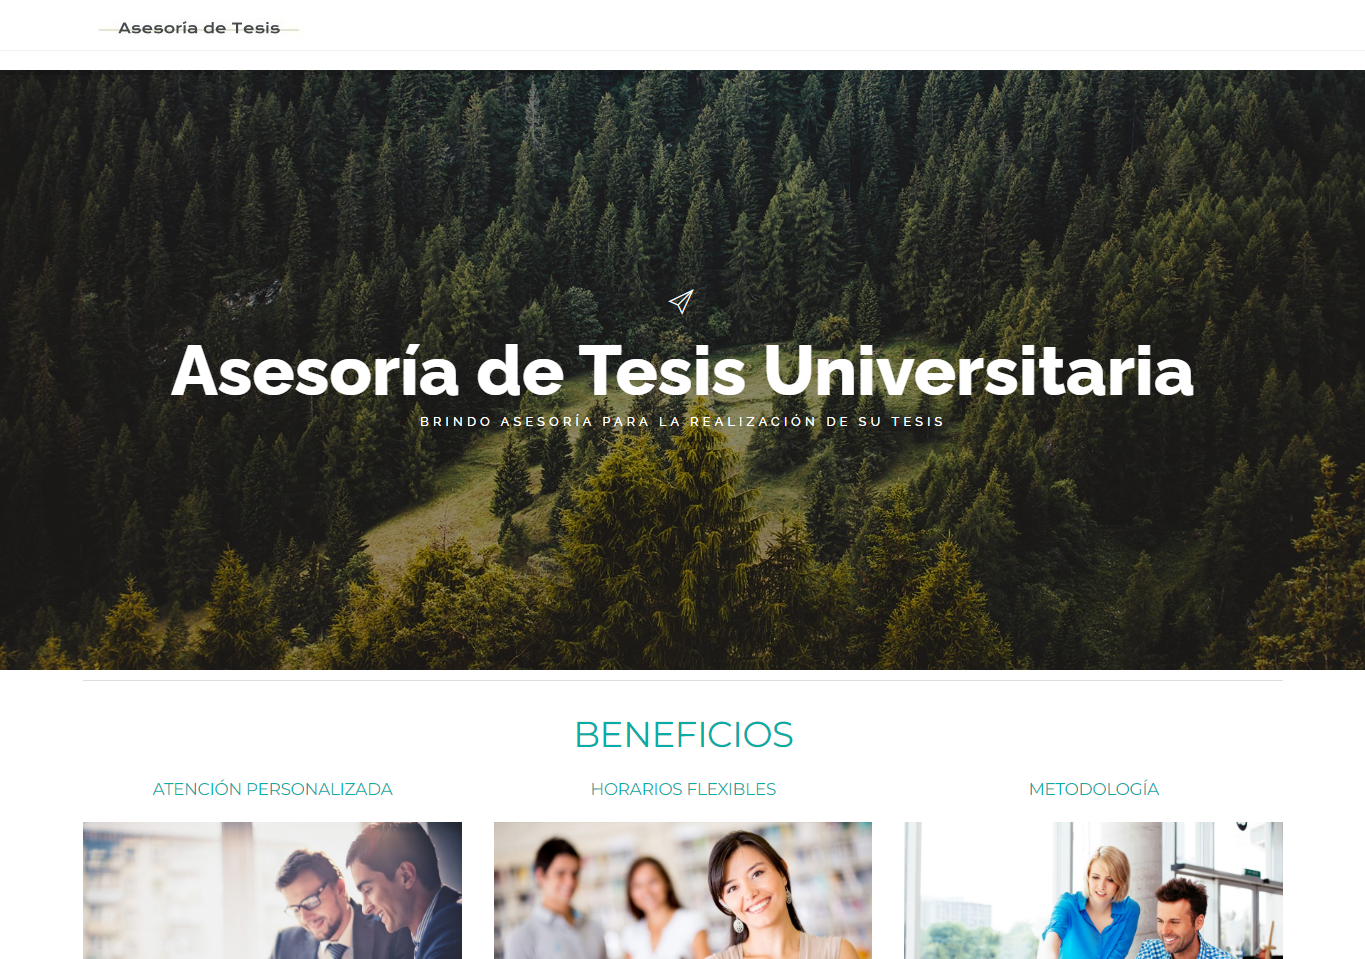 Asesoría de Tesis
Asesoría de Tesis Universitaria
BRINDO ASESORÍA PARA LA REALIZACIÓN DE SU TESIS
BENEFICIOS
ATENCIÓN PERSONALIZADA
HORARIOS FLEXIBLES
METODOLOGÍA